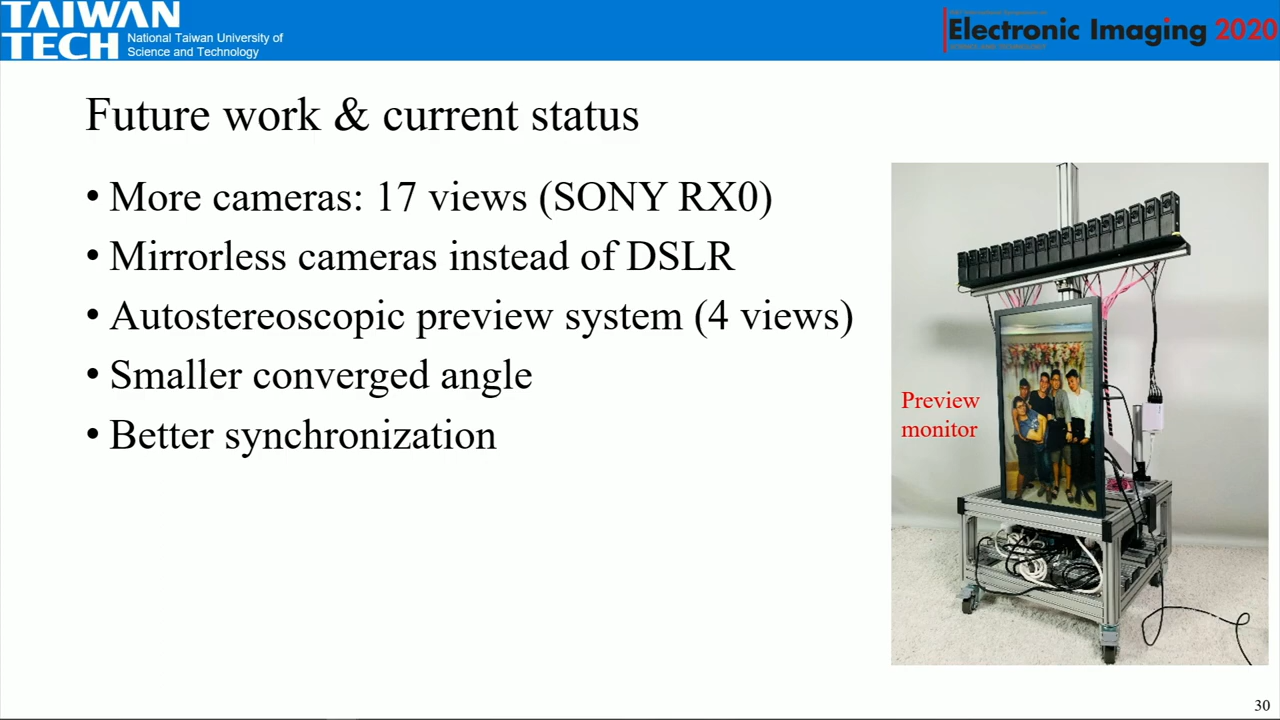 TAIWAN
TECH
National Taiwan University of
Science and Technology
Electronic Imaging 2020
Future work & current status
• More cameras: 17 views (SONY RX0)
• Mirrorless cameras instead of DSLR
• Autostereoscopic preview system (4 views)
• Smaller converged angle
• Better synchronization
Preview
monitor
30